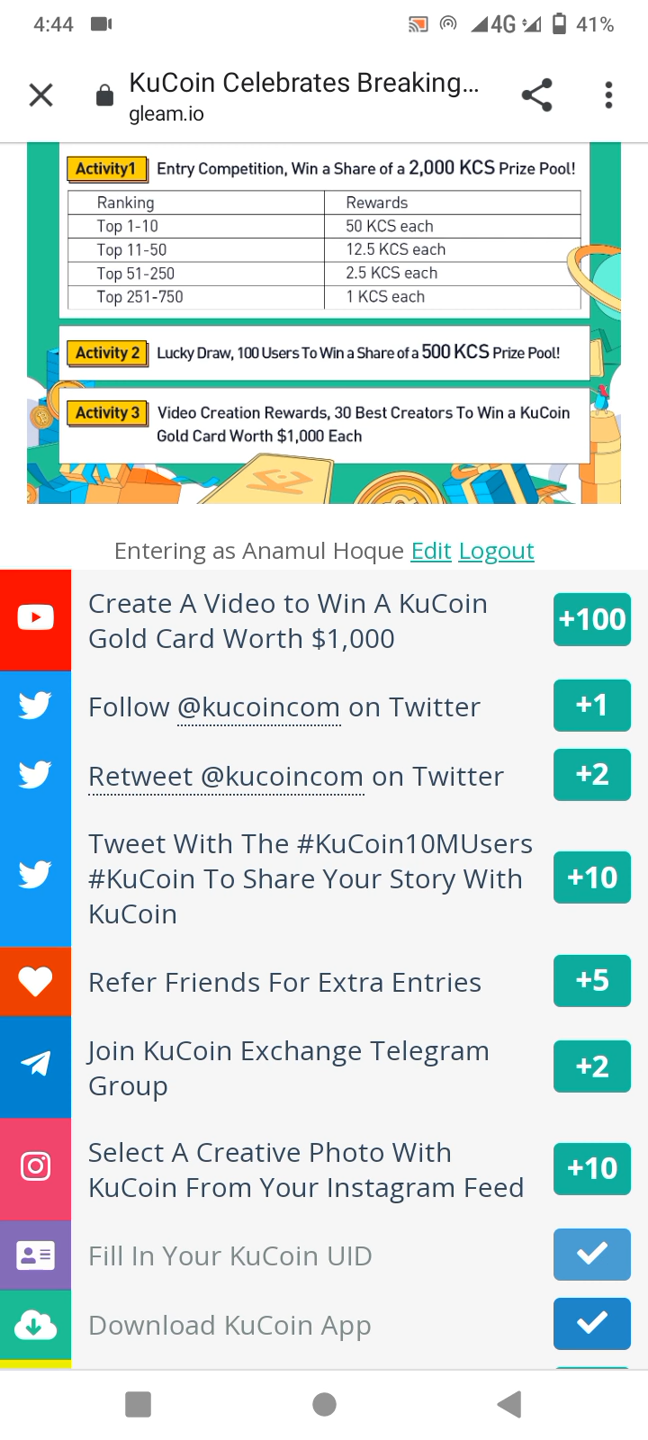 4:44
4G
41%
KuCoin Celebrates Breaking...
gleam.io
Activity1 Entry Competition, Win a Share of a 2,000 KCS Prize Pool!
Ranking Rewards
Top 1-10 50 KCS each
Top 11-50 12.5 KCS each
Top 51-250 2.5 KCS each
Top 251-750 1 KCS each
Activity 2 Lucky Draw, 100 Users To Win a Share of a 500 KCS Prize Pool!
Activity 3 Video Creation Rewards, 30 Best Creators To Win a KuCoin
Gold Card Worth $1,000 Each
Entering as Anamul Hoque Edit Logout
Create A Video to Win A KuCoin
Gold Card Worth $1,000
+100
Follow @kucoincom on Twitter
+1
Retweet @kucoincom on Twitter
+2
Tweet With The #KuCoin10MUsers
#KuCoin To Share Your Story With
KuCoin
+10
Refer Friends For Extra Entries
+5
Join KuCoin Exchange Telegram
Group
+2
Select A Creative Photo With
KuCoin From Your Instagram Feed
+10
Fill In Your KuCoin UID
Download KuCoin App